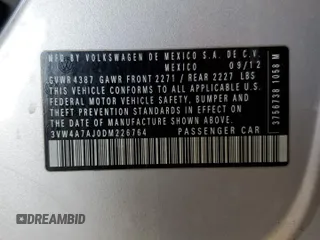 MFG.BY VOLKSWAGEN DE MEXICO S.A. DE C.V.
MEXICO 09/12
GVWR 4387 GAWR FRONT 2271 / REAR 2227 LBS
THIS VEHICLE CONFORMS TO ALL APPLICABLE U.S.
FEDERAL MOTOR VEHICLE SAFETY, BUMPER AND
THEFT PREVENTION STANDARDS IN EFFECT ON THE
DATE OF MANUFACTURE SHOWN ABOVE
3VW4A7AJ0DM226764 PASSENGER CAR
3756738 1058 M
DREAMBID